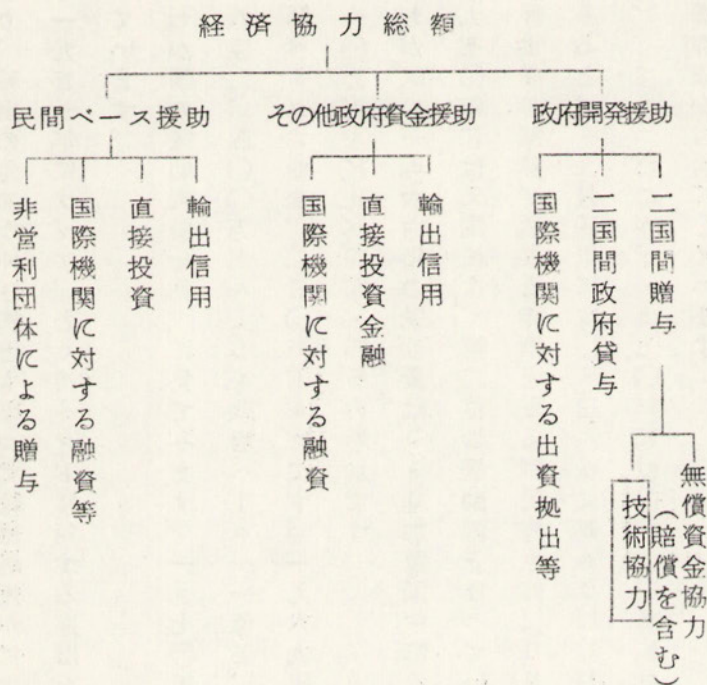 経済協力総額
政府開発援助
二国間贈与
無償資金協力
(賠償を含む)
技術協力
二国間政府貸与
国際機関に対する出資拠出等
その他政府資金援助
輸出信用
直接投資金融
国際機関に対する融資
民間ベース援助
輸出信用
直接投資
国際機関に対する融資等
非営利団体による贈与